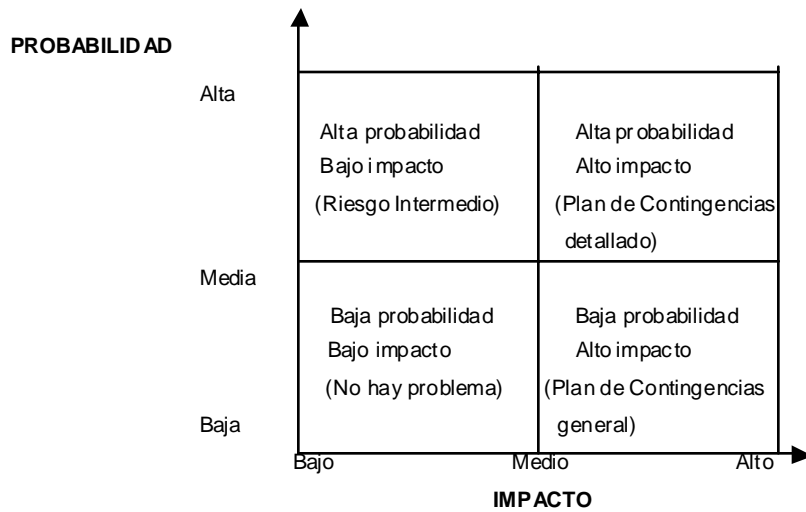 PROBABILIDAD
Alta
Alta probabilidad
Bajo impacto
(Riesgo Intermedio)
Alta probabilidad
Alto impacto
(Plan de Contingencias
detallado)
Media
Baja probabilidad
Bajo impacto
(No hay problema)
Baja probabilidad
Alto impacto
(Plan de Contingencias
general)
Baja
Bajo
Medio
Alto
IMPACTO